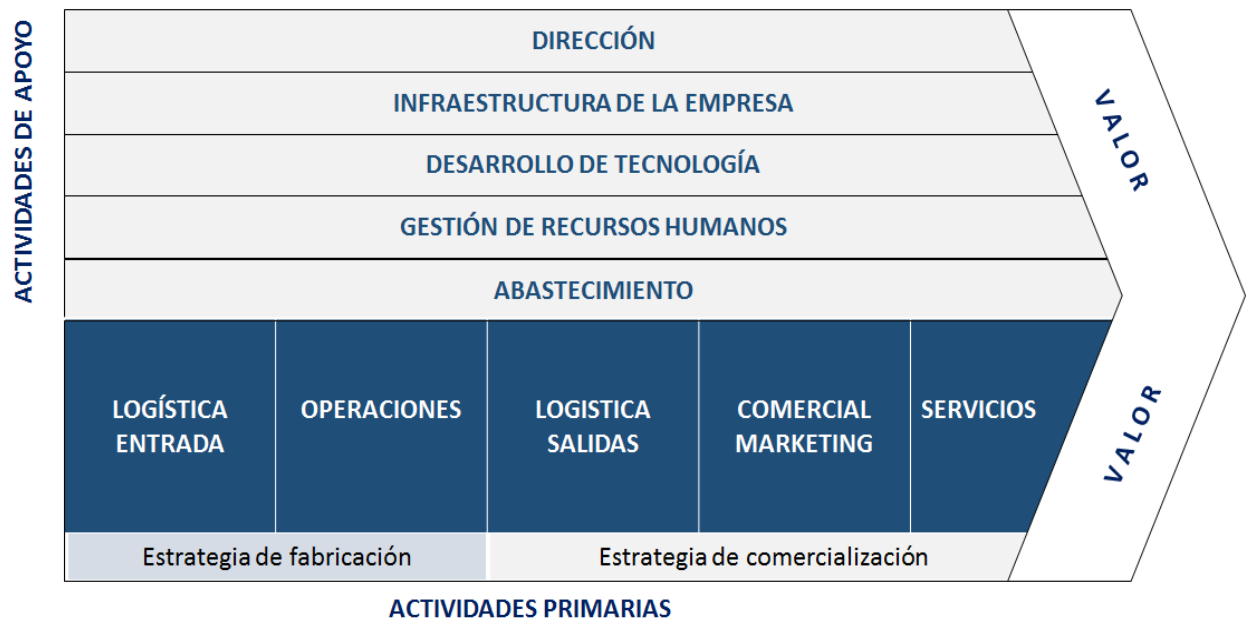 ACTIVIDADES DE APOYO
DIRECCIÓN
INFRAESTRUCTURA DE LA EMPRESA
DESARROLLO DE TECNOLOGÍA
GESTIÓN DE RECURSOS HUMANOS
ABASTECIMIENTO
VALOR
LOGÍSTICA
ENTRADA
OPERACIONES
LOGISTICA
SALIDAS
COMERCIAL
MARKETING
SERVICIOS
VALOR
Estrategia de fabricación
Estrategia de comercialización
ACTIVIDADES PRIMARIAS